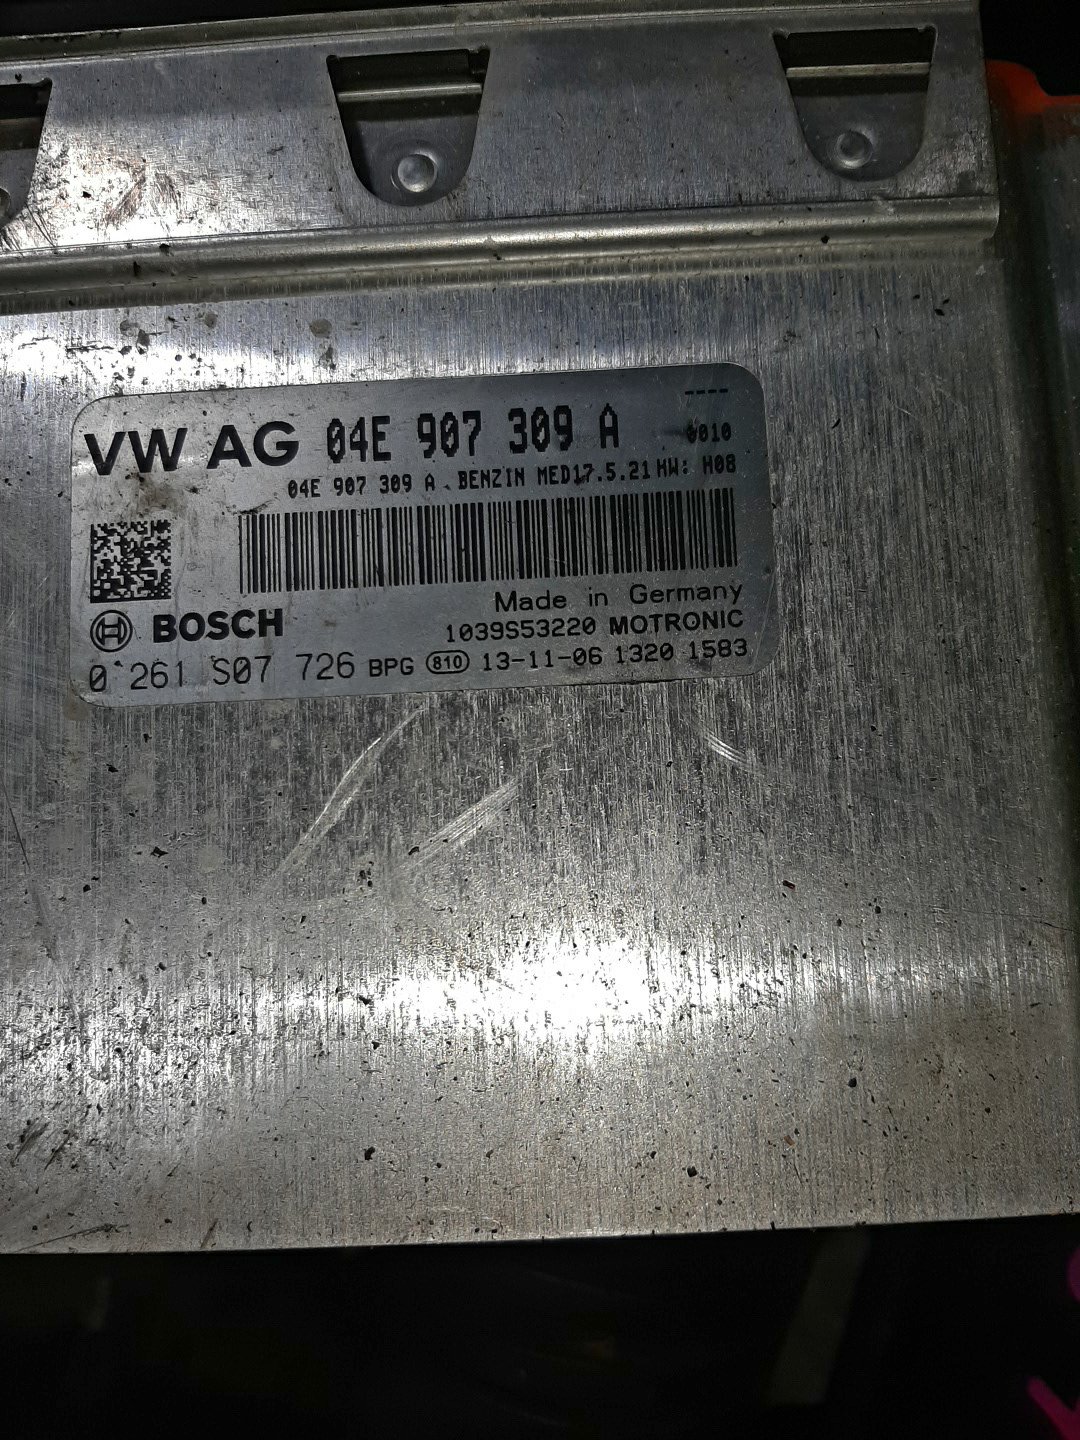 ----
VW AG 04E 907 309 A 0010
04E 907 309 A BENZIN MED17.5.21 HW: H08
Made in Germany
BOSCH 1039S53220 MOTRONIC
0 261 S07 726 BPG 810 13-11-06 1320 1583